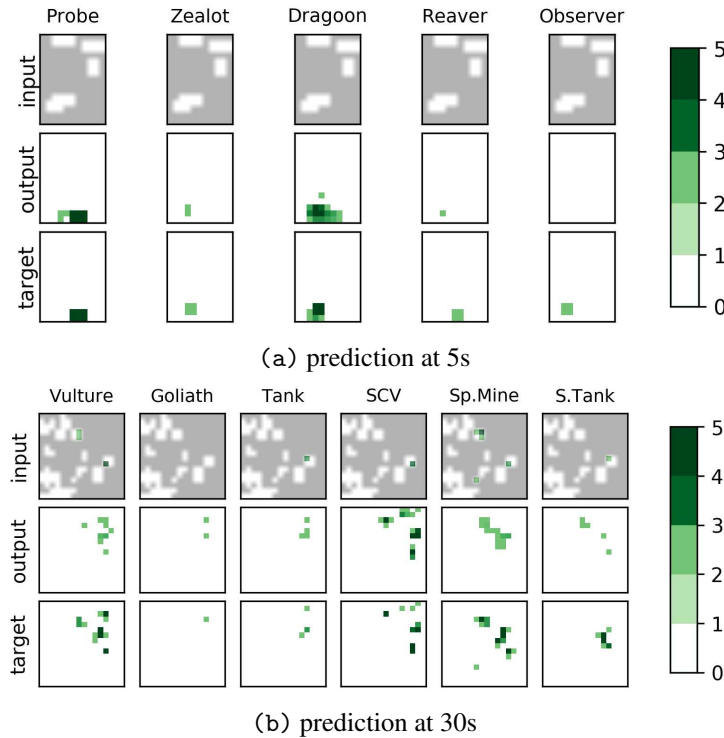 Probe Zealot Dragoon Reaver Observer
input
output
target
5
4
3
2
1
0
(a) prediction at 5s
Vulture Goliath Tank SCV Sp.Mine S.Tank
input
output
target
5
4
3
2
1
0
(b) prediction at 30s